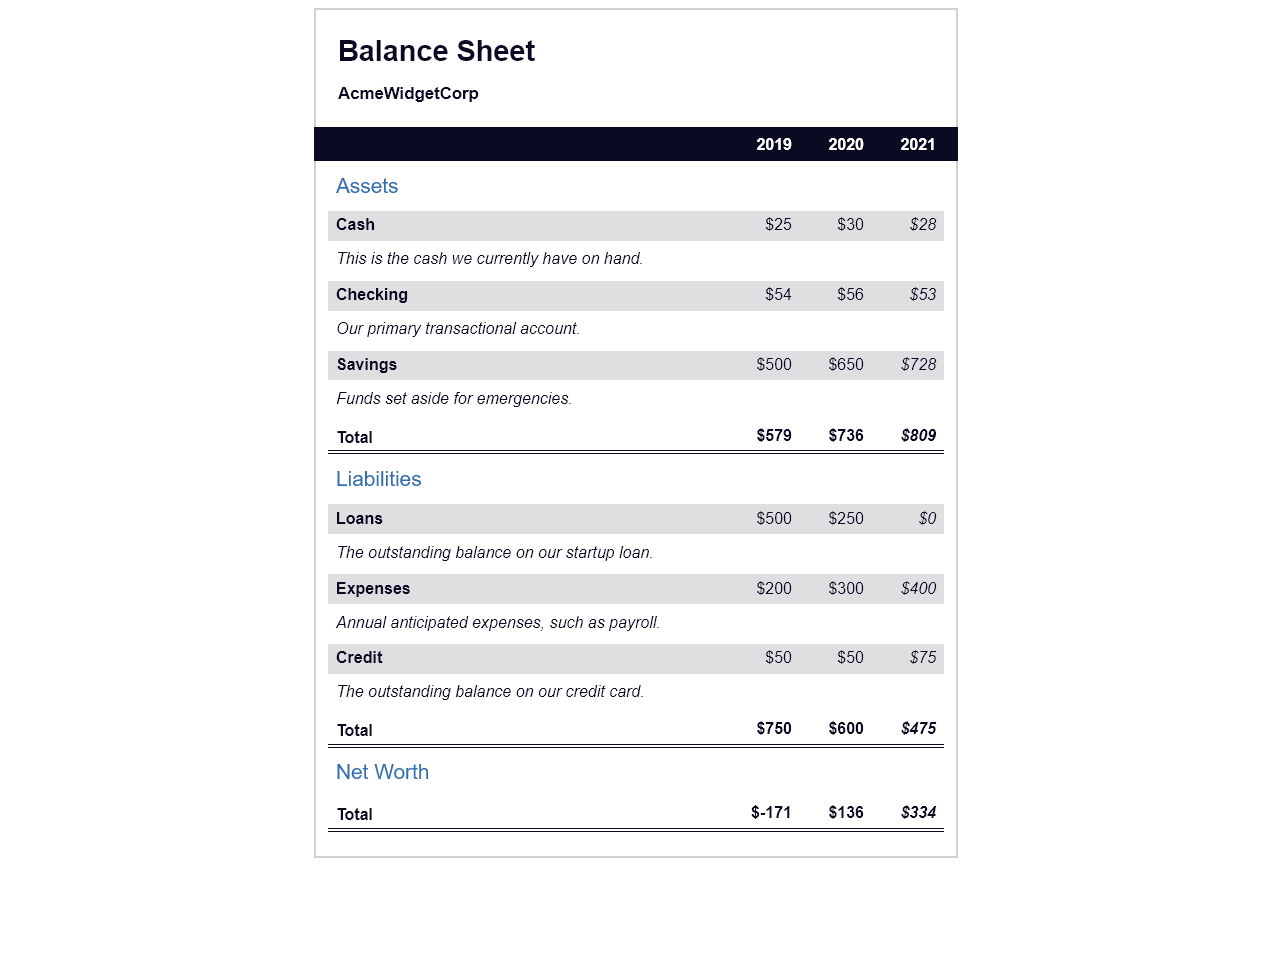 Balance Sheet
AcmeWidgetCorp
2019 2020 2021
Assets
Cash $25 $30 $28
This is the cash we currently have on hand.
Checking $54 $56 $53
Our primary transactional account.
Savings $500 $650 $728
Funds set aside for emergencies.
Total $579 $736 $809
Liabilities
Loans $500 $250 $0
The outstanding balance on our startup loan.
Expenses $200 $300 $400
Annual anticipated expenses, such as payroll.
Credit $50 $50 $75
The outstanding balance on our credit card.
Total $750 $600 $475
Net Worth
Total $-171 $136 $334